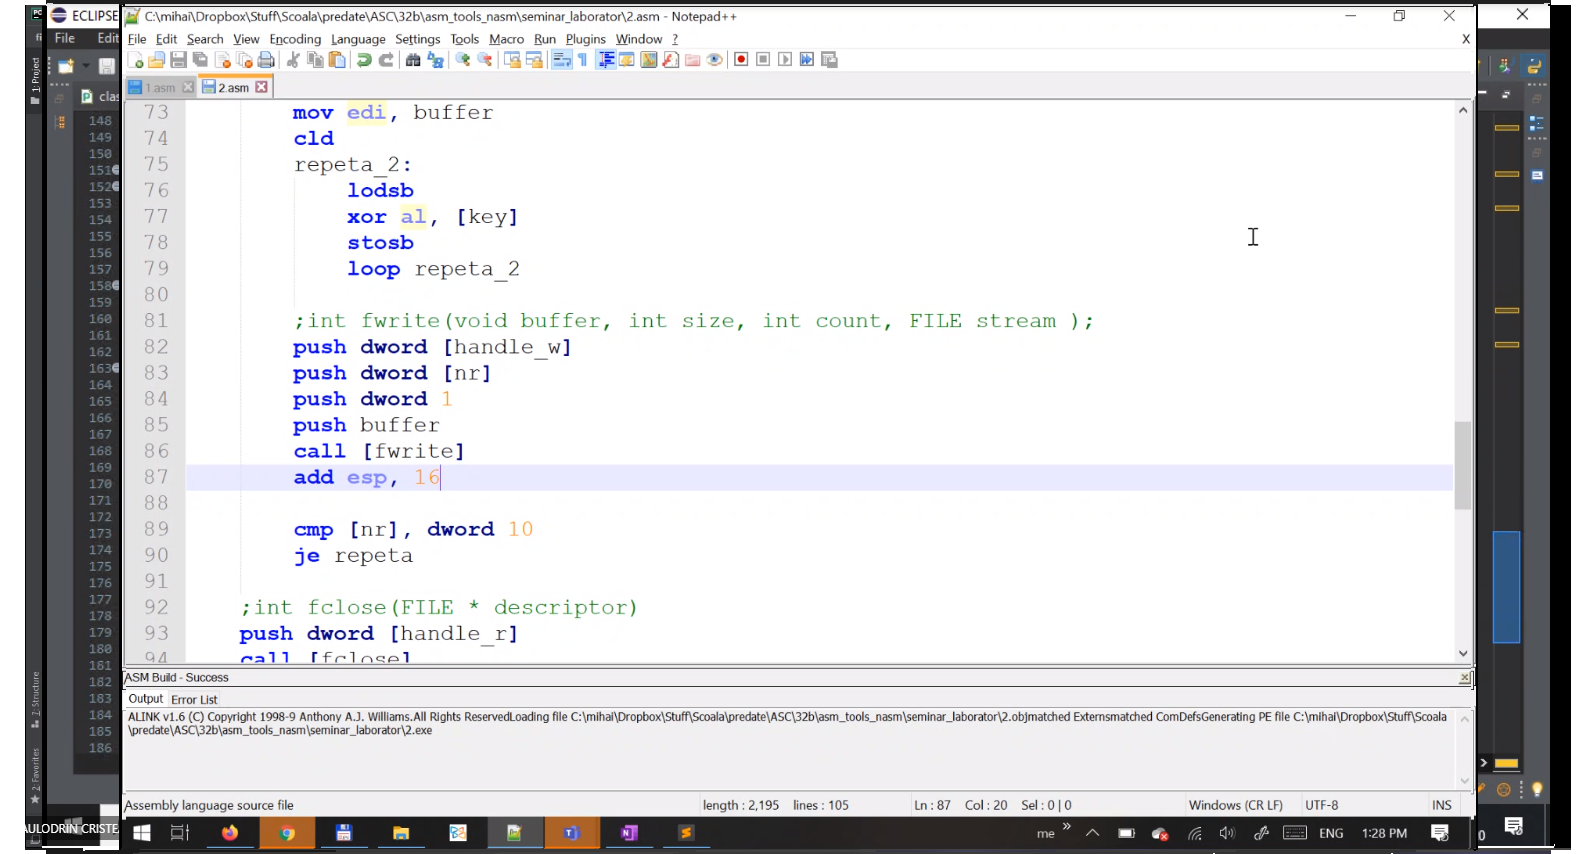 ECLIPSE
C:\mihai\Dropbox\Stuff\Scoala\predate\ASC\32b\asm_tools_nasm\seminar_laborator\2.asm - Notepad++
File Edit
File Edit Search View Encoding Language Settings Tools Macro Run Plugins Window ?
X
1.asm 2.asm
1: Project
clas
148
149
150
151
152
153
154
155
156
157
158
159
160
161
162
163
164
165
166
167
168
169
170
171
172
173
174
175
176
177
178
179
180
181
182
183
184
185
186
73 mov edi, buffer
74 cld
75 repeta_2:
76 lodsb
77 xor al, [key]
78 stosb
79 loop repeta_2
80
81 ;int fwrite(void buffer, int size, int count, FILE stream );
82 push dword [handle_w]
83 push dword [nr]
84 push dword 1
85 push buffer
86 call [fwrite]
87 add esp, 16
88
89 cmp [nr], dword 10
90 je repeta
91
92 ;int fclose(FILE * descriptor)
93 push dword [handle_r]
94 call [fclose]
7: Structure
2: Favorites
ASM Build - Success
Output Error List
ALINK v1.6 (C) Copyright 1998-9 Anthony A.J. Williams.All Rights ReservedLoading file C:\mihai\Dropbox\Stuff\Scoala\predate\ASC\32b\asm_tools_nasm\seminar_laborator\2.objmatched Externsmatched ComDefsGenerating PE file C:\mihai\Dropbox\Stuff\Scoala
\predate\ASC\32b\asm_tools_nasm\seminar_laborator\2.exe
Assembly language source file length : 2,195 lines : 105 Ln : 87 Col : 20 Sel : 0 | 0 Windows (CR LF) UTF-8 INS
AULODRIN CRISTE
me ENG 1:28 PM